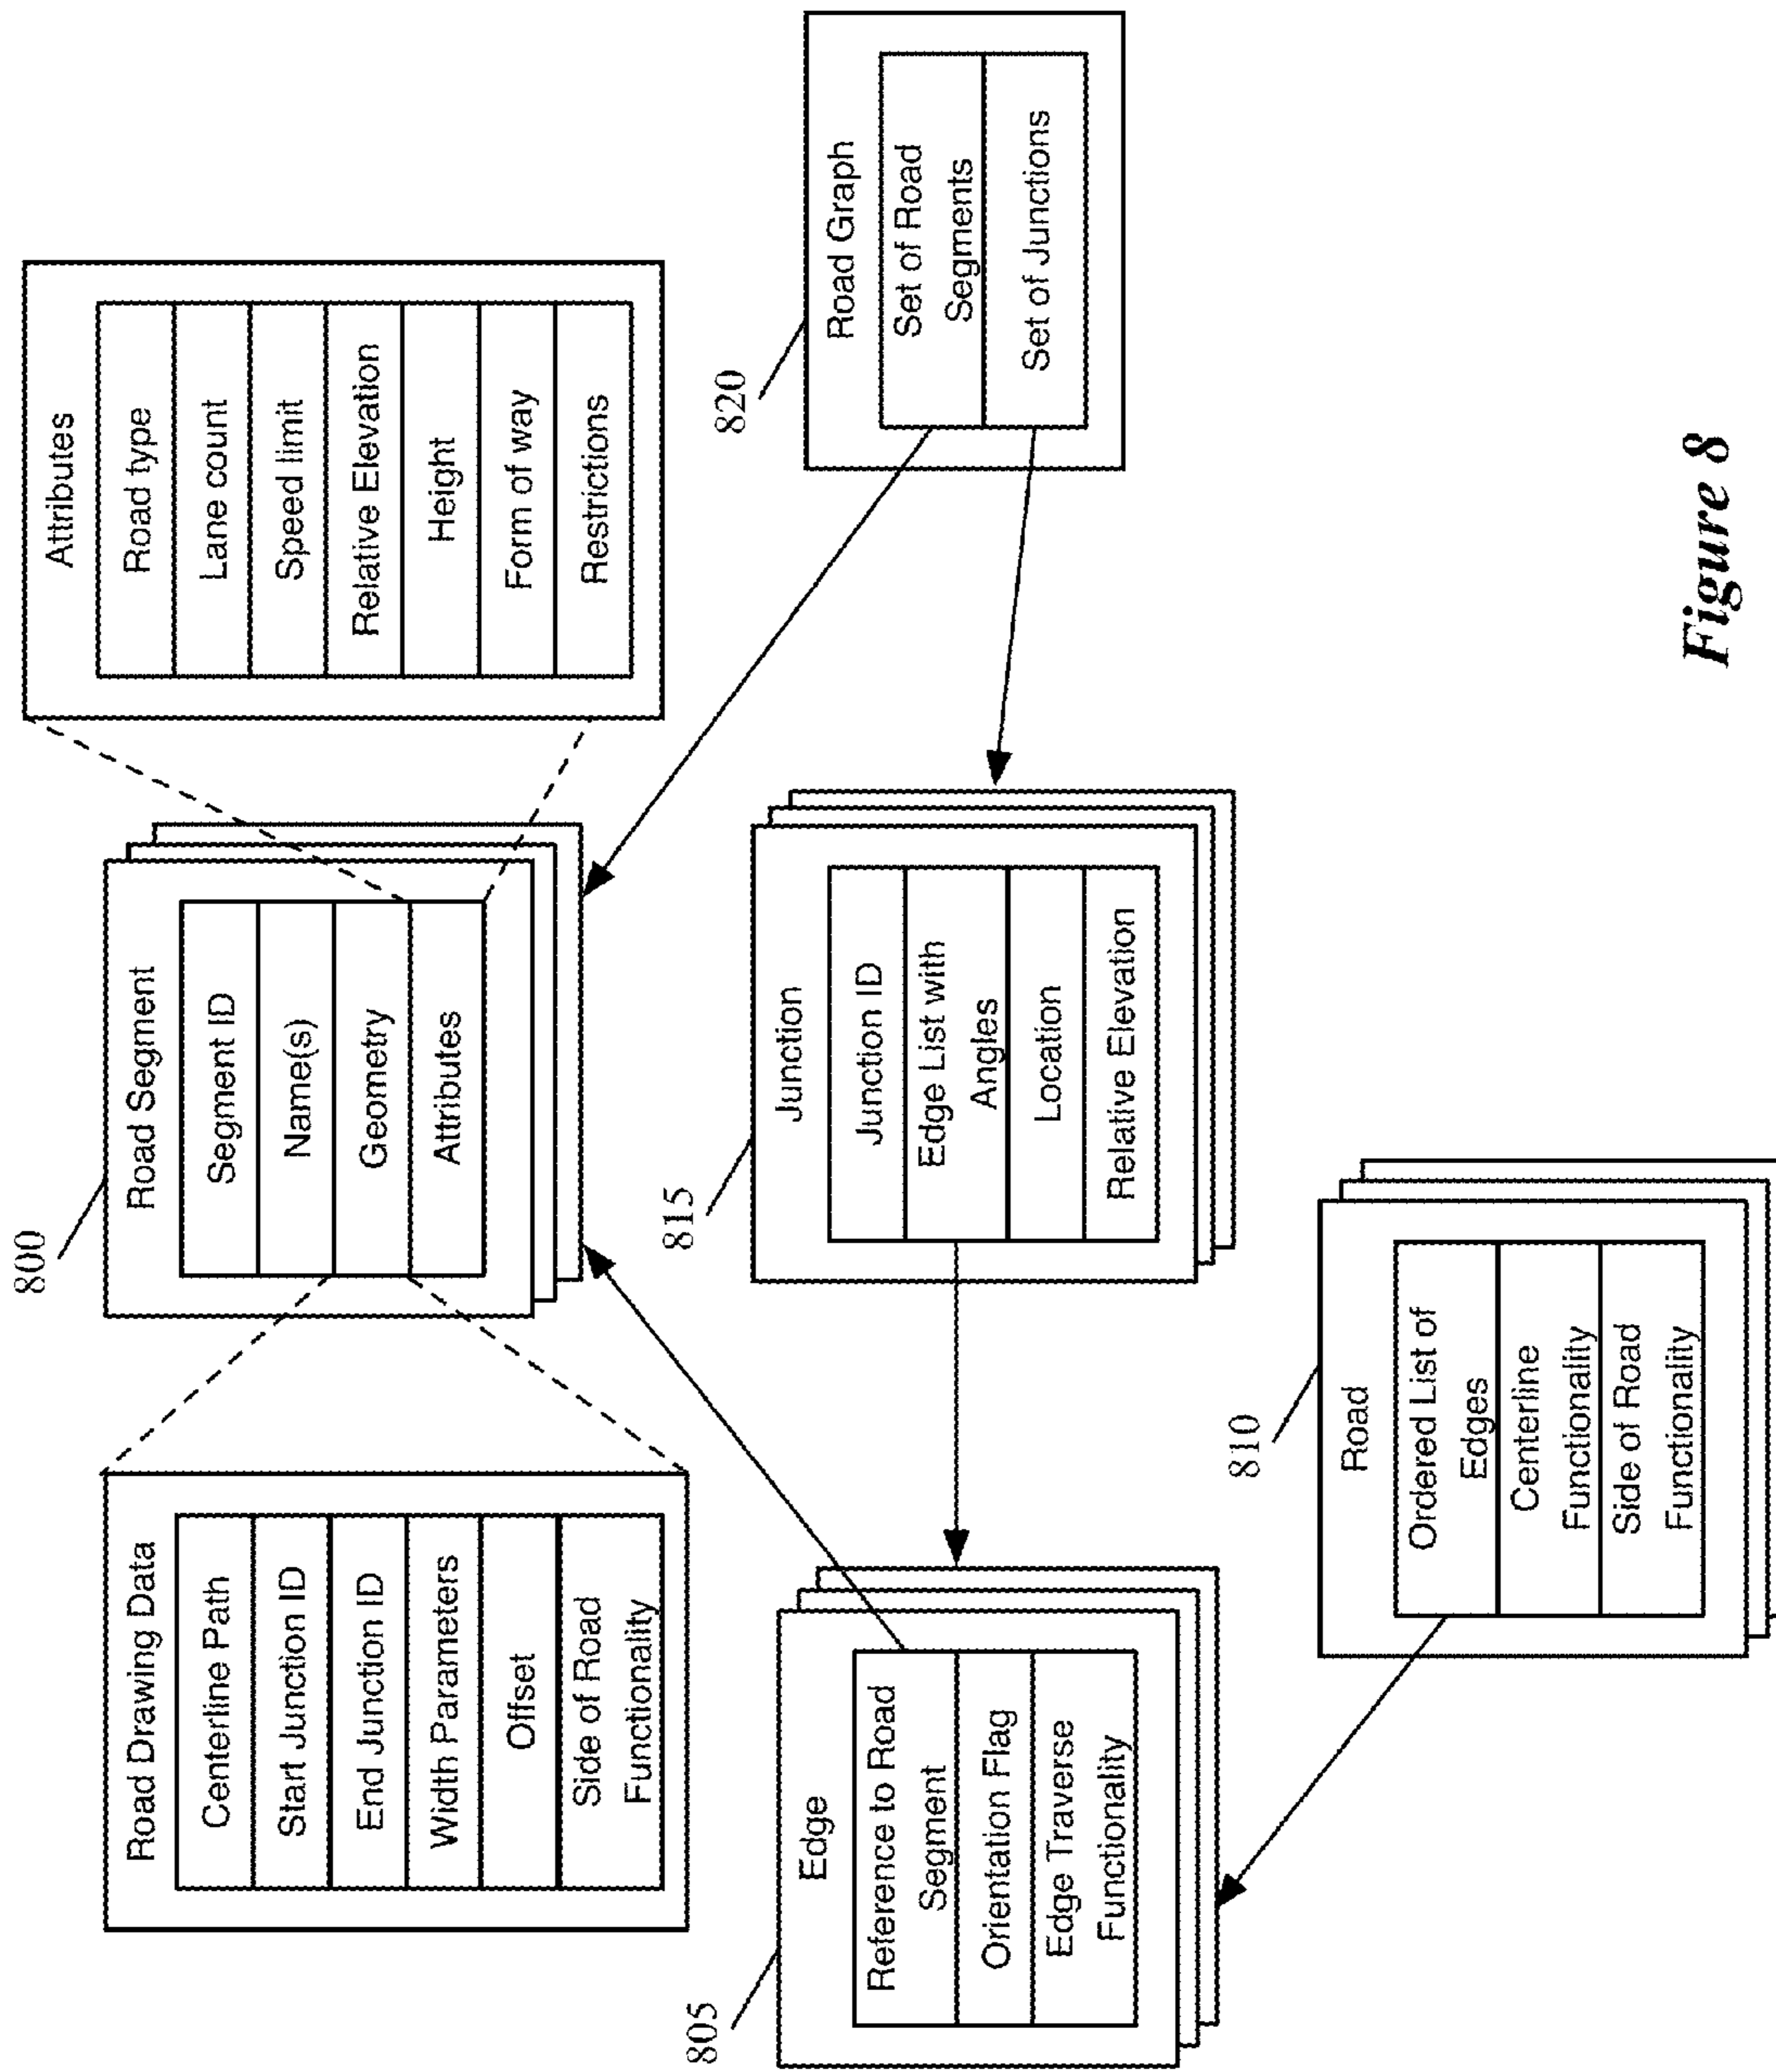 800
Road Drawing Data
Centerline Path
Start Junction ID
End Junction ID
Width Parameters
Offset
Side of Road
Functionality
Road Segment
Segment ID
Name(s)
Geometry
Attributes
Attributes
Road type
Lane count
Speed limit
Relative Elevation
Height
Form of way
Restrictions
805
Edge
Reference to Road
Segment
Orientation Flag
Edge Traverse
Functionality
815
Junction
Junction ID
Edge List with
Angles
Location
Relative Elevation
820
Road Graph
Set of Road
Segments
Set of Junctions
810
Road
Ordered List of
Edges
Centerline
Functionality
Side of Road
Functionality
Figure 8